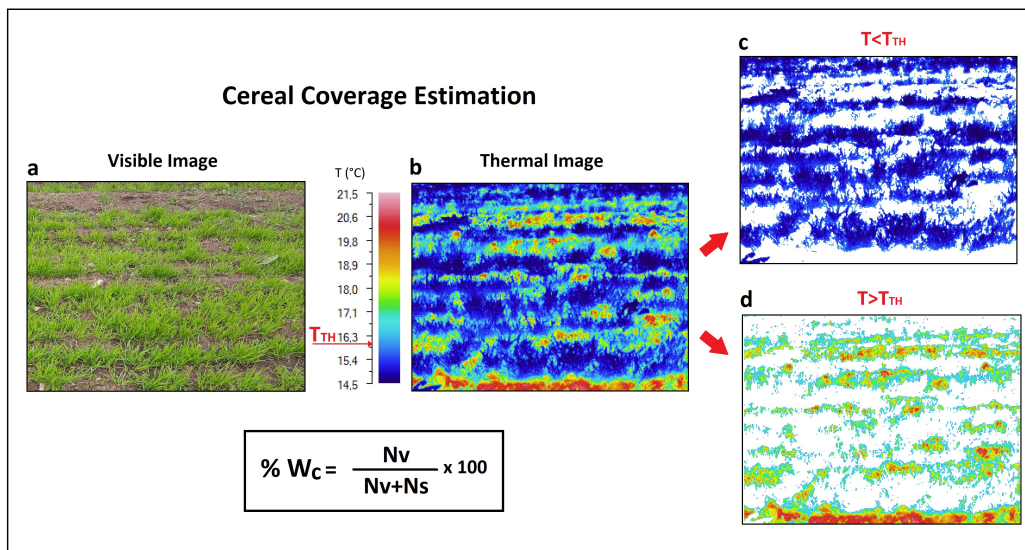 Cereal Coverage Estimation
a
Visible Image
T (°C)
21,5
20,6
19,8
18,9
18,0
17,1
16,3
15,4
14,5
TTH
b
Thermal Image
c
T<TTH
d
T>TTH
% Wc = Nv / Nv+Ns x 100